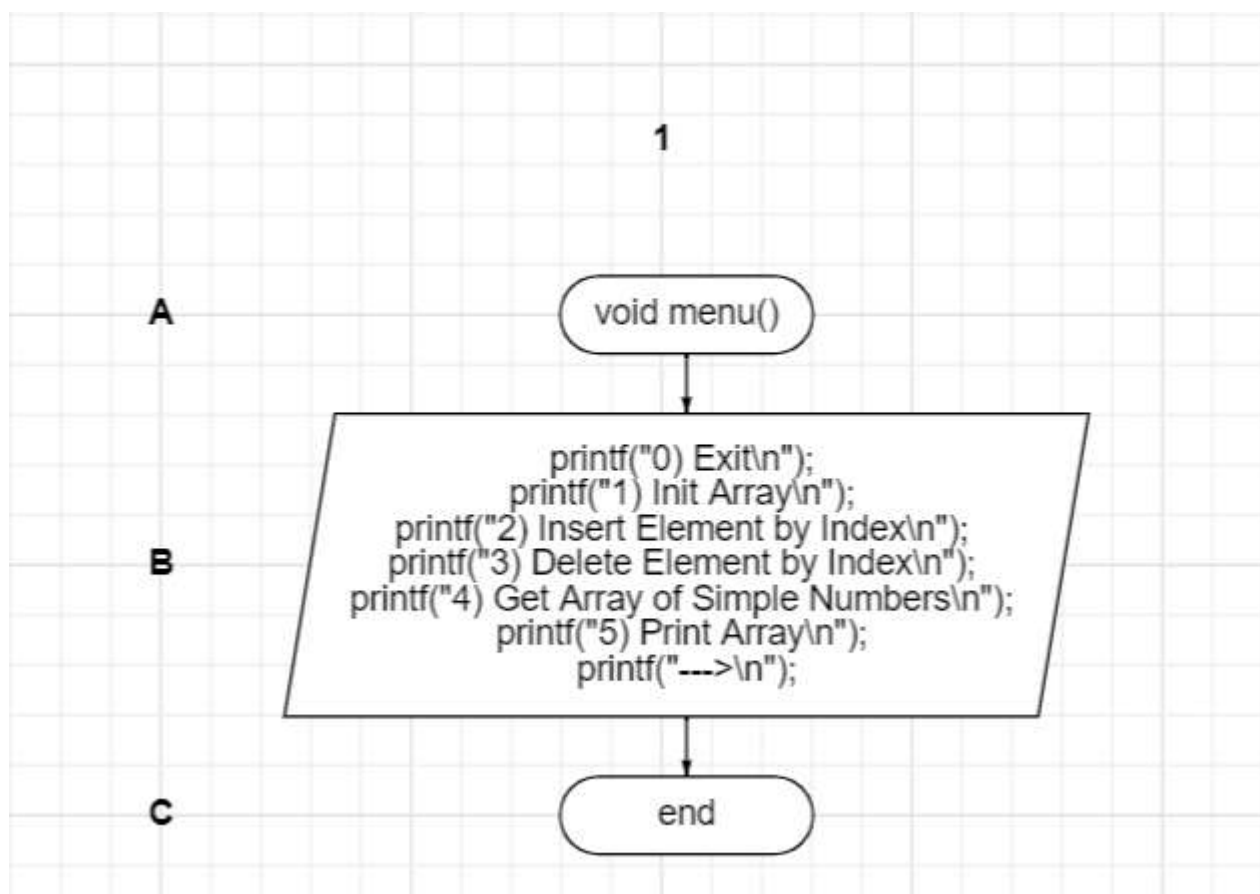 1
A
void menu()
printf("0) Exit\n");
printf("1) Init Array\n");
printf("2) Insert Element by Index\n");
B
printf("3) Delete Element by Index\n");
printf("4) Get Array of Simple Numbers\n");
printf("5) Print Array\n");
printf("--->\n");
C
end